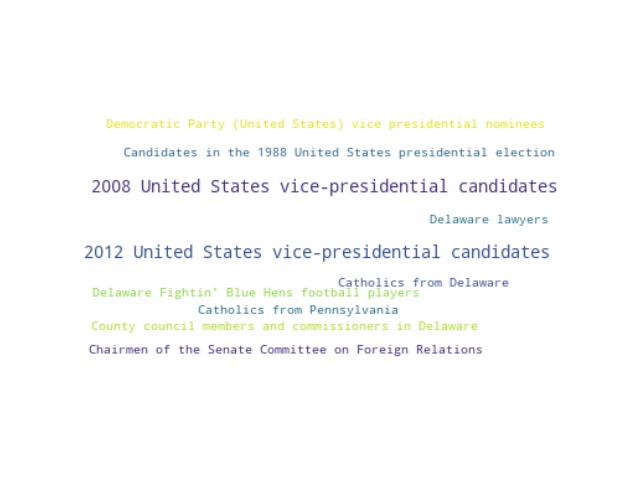 Democratic Party (United States) vice presidential nominees
Candidates in the 1988 United States presidential election
2008 United States vice-presidential candidates
Delaware lawyers
2012 United States vice-presidential candidates
Catholics from Delaware
Delaware Fightin' Blue Hens football players
Catholics from Pennsylvania
County council members and commissioners in Delaware
Chairmen of the Senate Committee on Foreign Relations